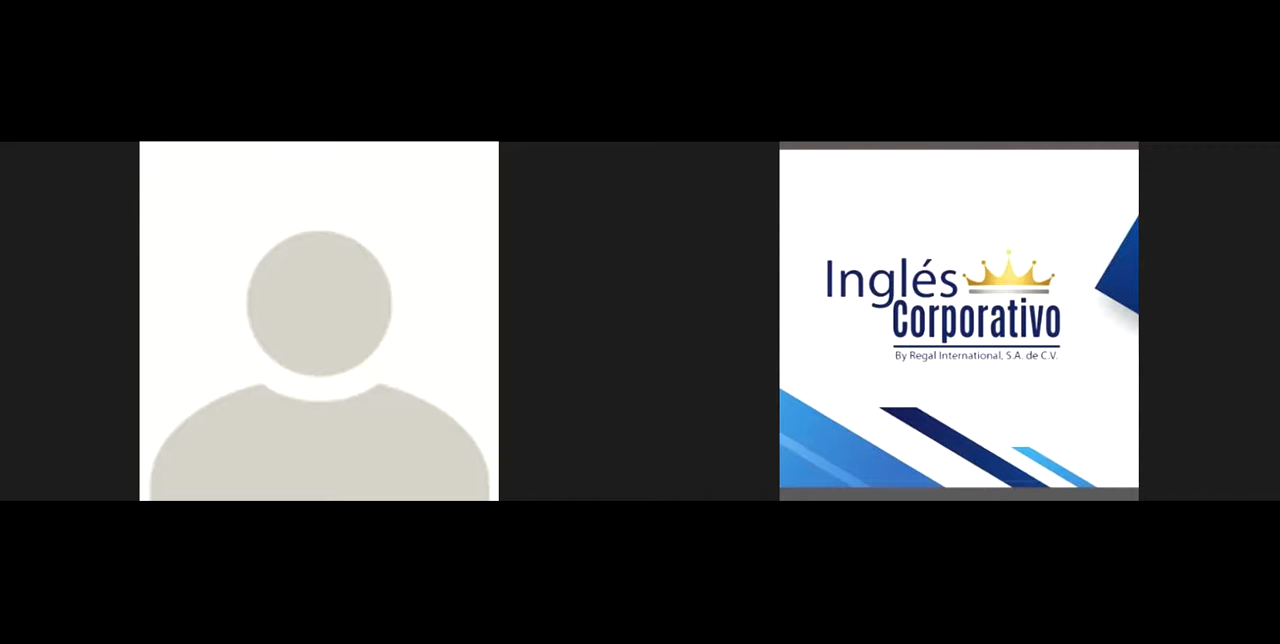 Inglés
Corporativo
By Regal International, S.A. de C.V.